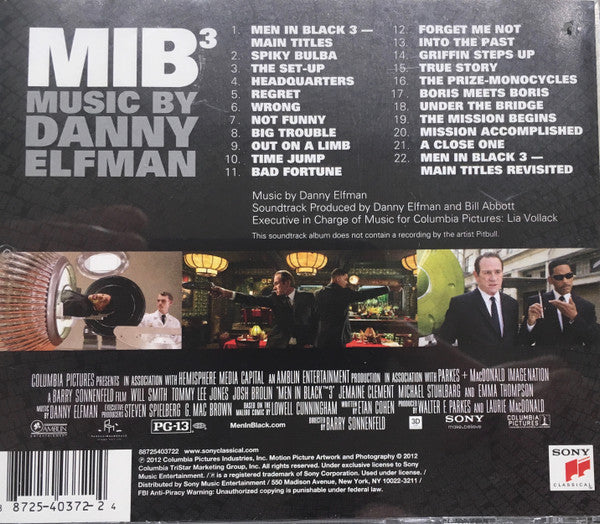 MIB³
MUSIC BY
DANNY
ELFMAN
1. MEN IN BLACK 3 —
MAIN TITLES
2. SPIKY BULBA
3. THE SET-UP
4. HEADQUARTERS
5. REGRET
6. WRONG
7. NOT FUNNY
8. BIG TROUBLE
9. OUT ON A LIMB
10. TIME JUMP
11. BAD FORTUNE
12. FORGET ME NOT
13. INTO THE PAST
14. GRIFFIN STEPS UP
15. TRUE STORY
16. THE PRIZE-MONOCYCLES
17. BORIS MEETS BORIS
18. UNDER THE BRIDGE
19. THE MISSION BEGINS
20. MISSION ACCOMPLISHED
21. A CLOSE ONE
22. MEN IN BLACK 3 —
MAIN TITLES REVISITED
Music by Danny Elfman
Soundtrack Produced by Danny Elfman and Bill Abbott
Executive in Charge of Music for Columbia Pictures: Lia Vollack
This soundtrack album does not contain a recording by the artist Pitbull.
COLUMBIA PICTURES PRESENTS IN ASSOCIATION WITH HEMISPHERE MEDIA CAPITAL AN AMBLIN ENTERTAINMENT PRODUCTION IN ASSOCIATION WITH PARKES + MACDONALD IMAGE NATION
A BARRY SONNENFELD FILM WILL SMITH TOMMY LEE JONES JOSH BROLIN "MEN IN BLACK™3" JEMAINE CLEMENT MICHAEL STUHLBARG AND EMMA THOMPSON
MUSIC BY DANNY ELFMAN EXECUTIVE PRODUCERS STEVEN SPIELBERG G. MAC BROWN BASED ON THE MALIBU COMIC BY LOWELL CUNNINGHAM WRITTEN BY ETAN COHEN PRODUCED BY WALTER F. PARKES AND LAURIE MACDONALD
DIRECTED BY BARRY SONNENFELD
AMBLIN
ENTERTAINMENT
PG-13
MenInBlack.com
3D
SONY
make.believe
COLUMBIA
PICTURES
88725403722 www.sonyclassical.com
℗ 2012 Columbia Pictures Industries, Inc. Motion Picture Artwork and Photography © 2012
Columbia TriStar Marketing Group, Inc. All rights reserved. Under exclusive license to Sony
Music Entertainment. / is a registered trademark of Sony Corporation. Used under license to
Sony Music Entertainment / 550 Madison Avenue, New York, NY 10022-3211 /
FBI Anti-Piracy Warning: Unauthorized copying is punishable under federal law.
SONY
CLASSICAL
8 8725-40372-2 4